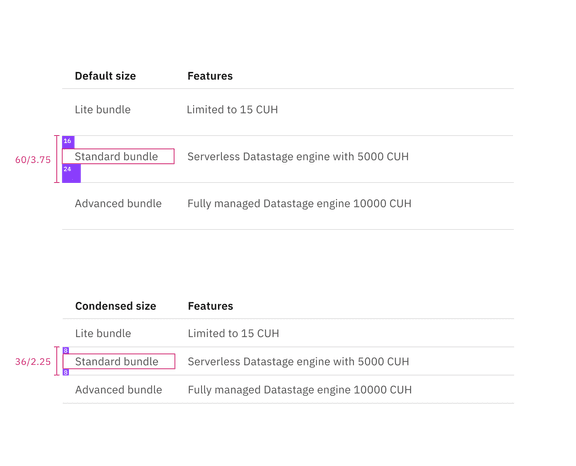 Default size Features
Lite bundle Limited to 15 CUH
16
60/3.75 Standard bundle Serverless Datastage engine with 5000 CUH
24
Advanced bundle Fully managed Datastage engine 10000 CUH
Condensed size Features
Lite bundle Limited to 15 CUH
8
36/2.25 Standard bundle Serverless Datastage engine with 5000 CUH
8
Advanced bundle Fully managed Datastage engine 10000 CUH